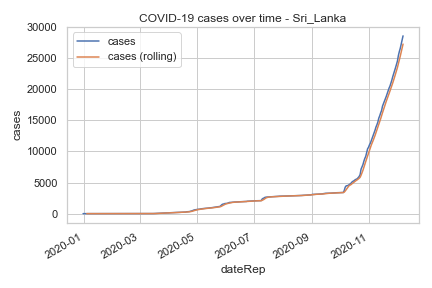 COVID-19 cases over time - Sri_Lanka
cases
cases (rolling)
30000
25000
20000
15000
10000
5000
0
cases
2020-01
2020-03
2020-05
2020-07
2020-09
2020-11
dateRep